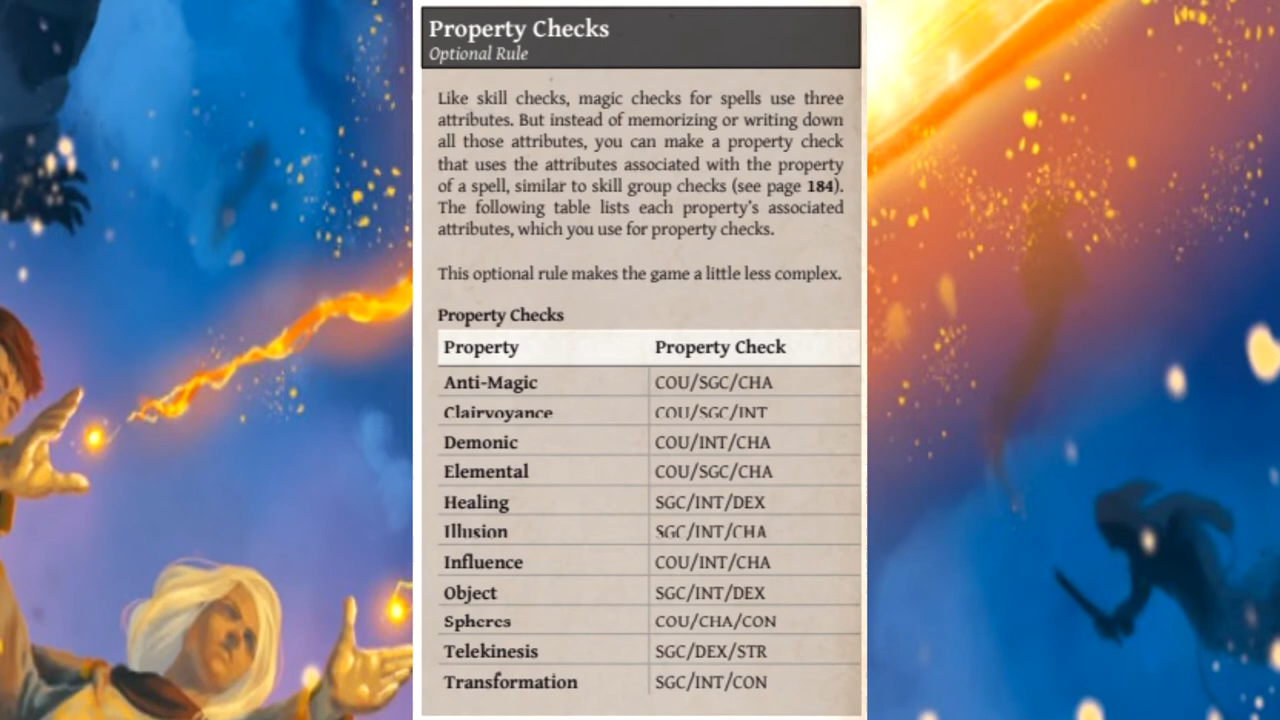 Property Checks
Optional Rule
Like skill checks, magic checks for spells use three
attributes. But instead of memorizing or writing down
all those attributes, you can make a property check
that uses the attributes associated with the property
of a spell, similar to skill group checks (see page 184).
The following table lists each property's associated
attributes, which you use for property checks.
This optional rule makes the game a little less complex.
Property Checks
Property Property Check
Anti-Magic COU/SGC/CHA
Clairvoyance COU/SGC/INT
Demonic COU/INT/CHA
Elemental COU/SGC/CHA
Healing SGC/INT/DEX
Illusion SGC/INT/CHA
Influence COU/INT/CHA
Object SGC/INT/DEX
Spheres COU/CHA/CON
Telekinesis SGC/DEX/STR
Transformation SGC/INT/CON